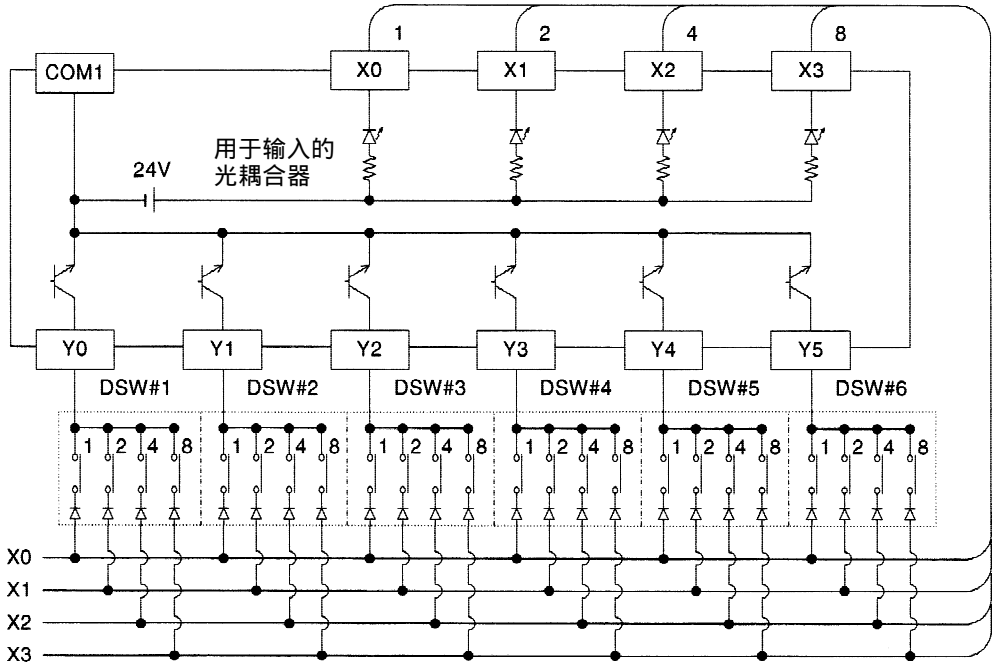 1 2 4 8
COM1 X0 X1 X2 X3
用于输入的
光耦合器
24V
Y0 Y1 Y2 Y3 Y4 Y5
DSW#1 DSW#2 DSW#3 DSW#4 DSW#5 DSW#6
1 2 4 8 1 2 4 8 1 2 4 8 1 2 4 8 1 2 4 8 1 2 4 8
X0
X1
X2
X3